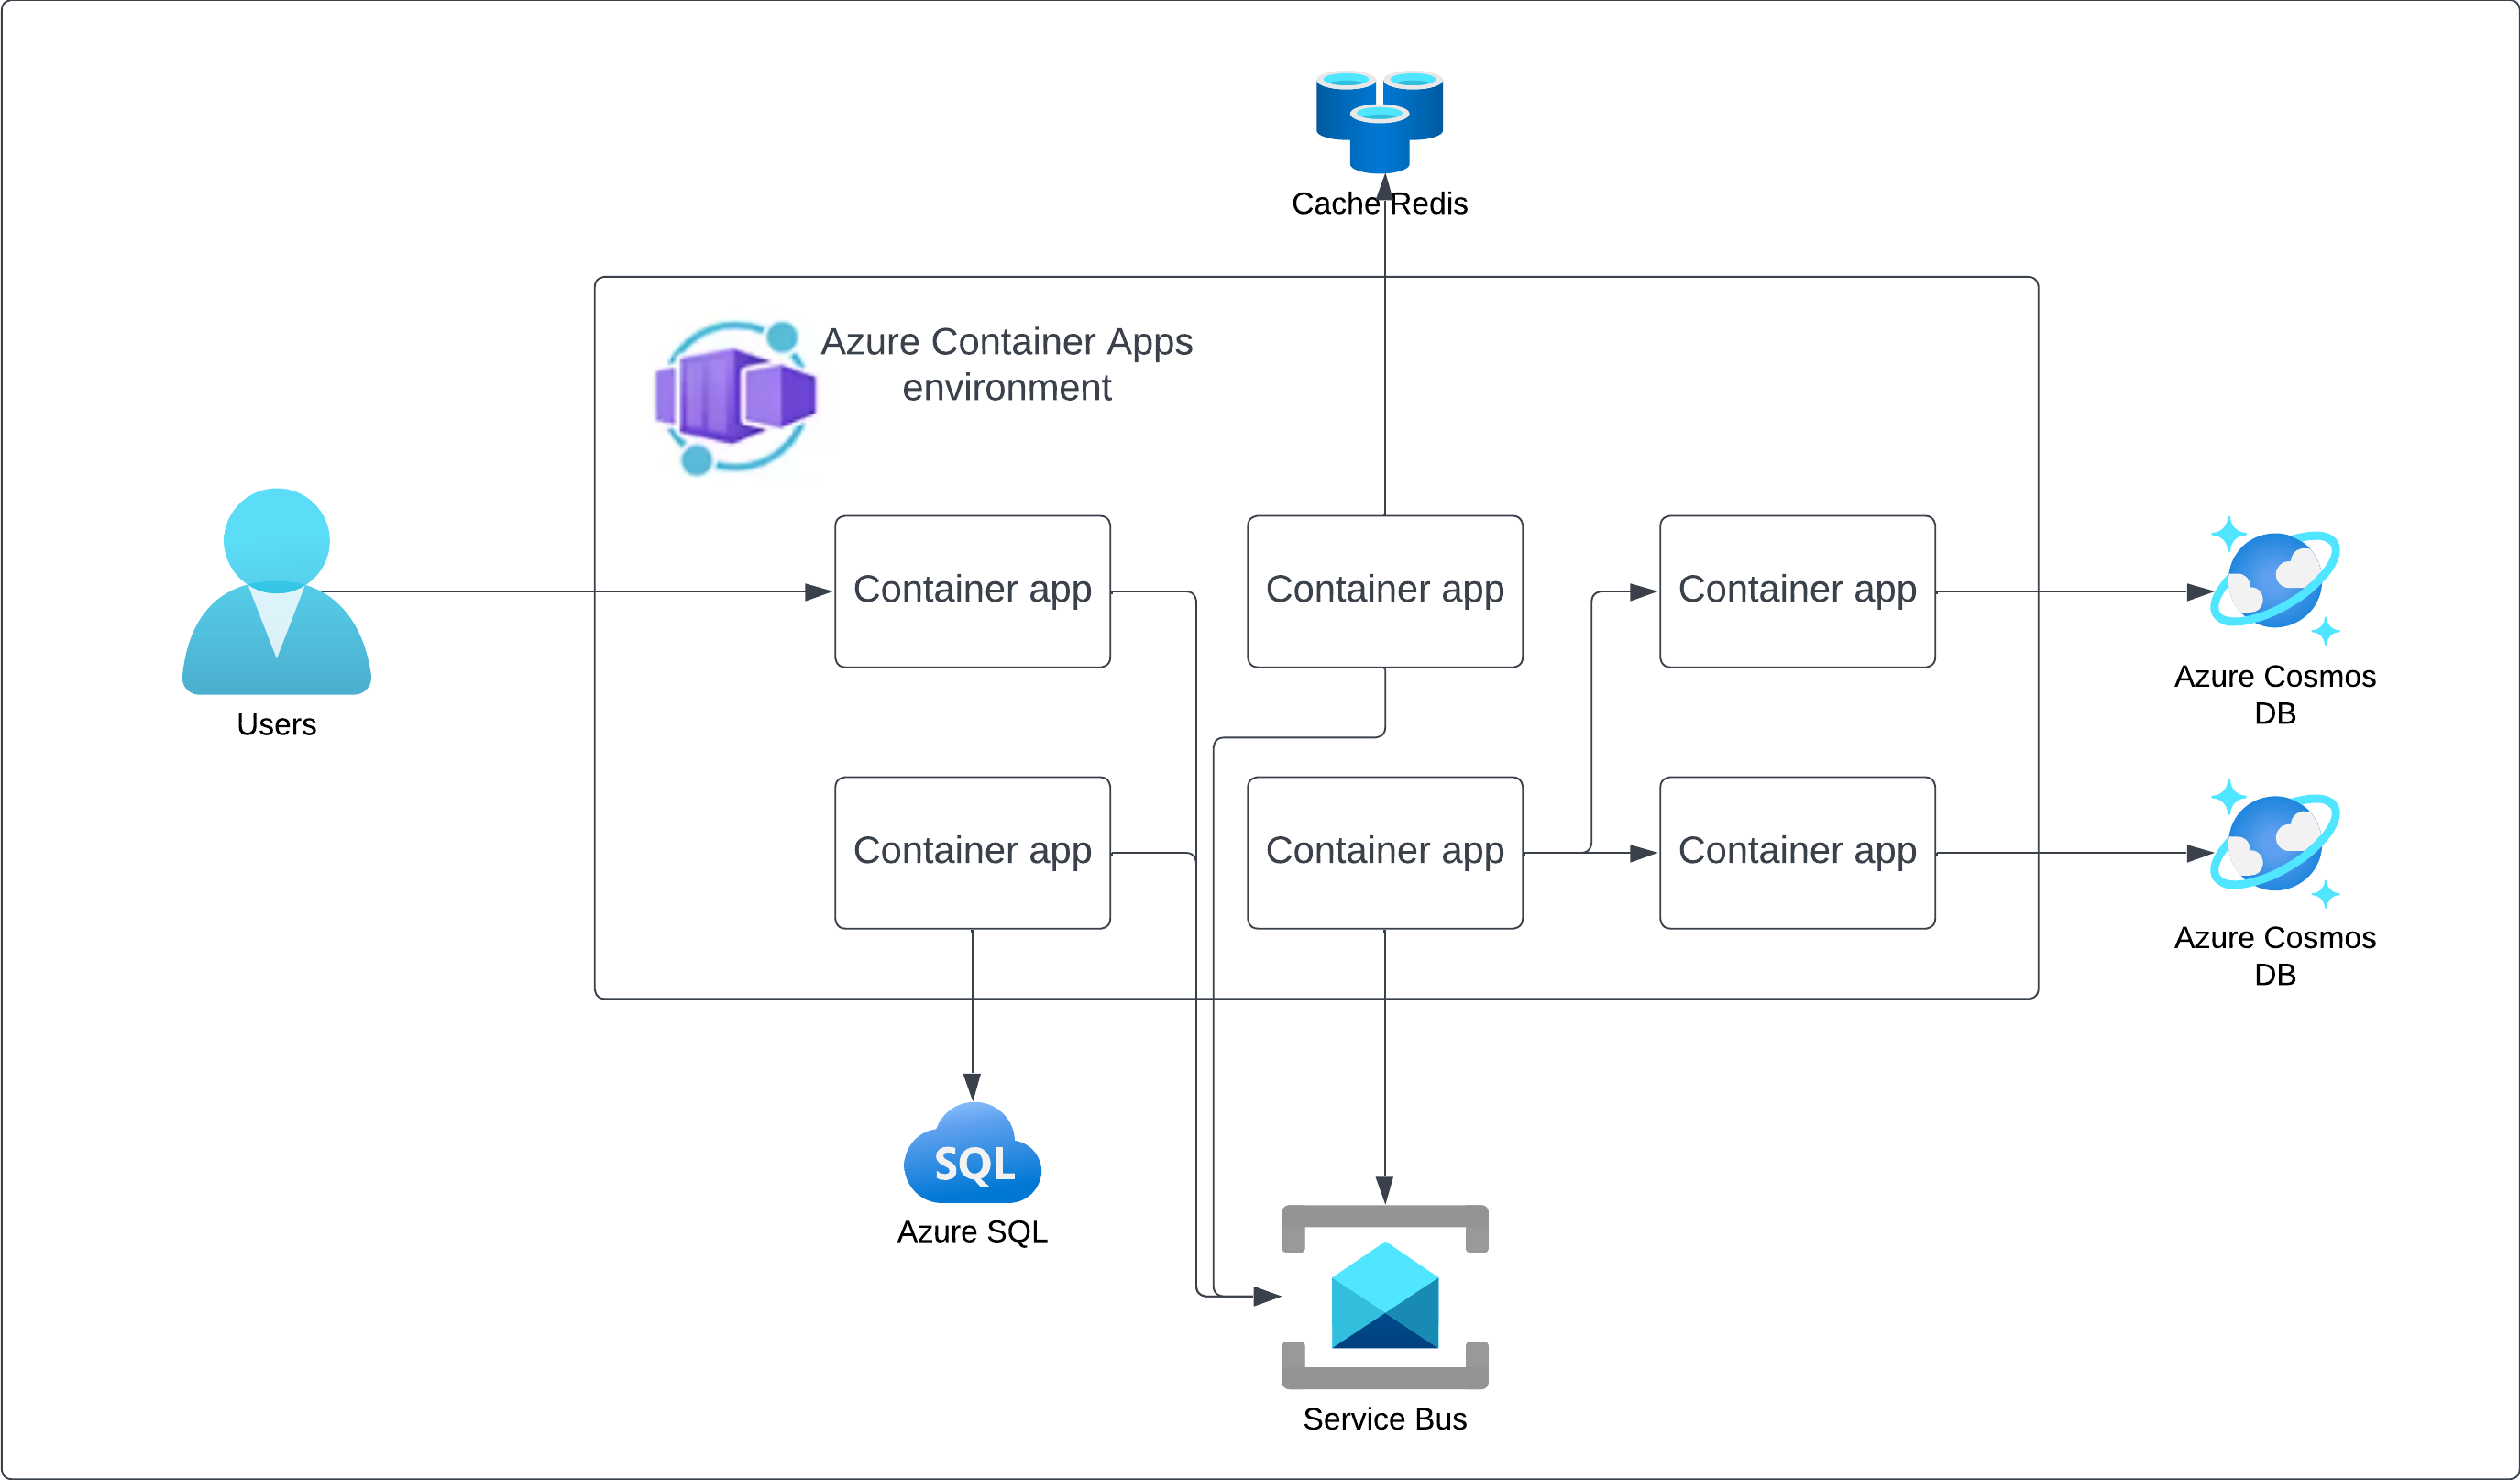 Cache Redis
Azure Container Apps
environment
Users
Container app
Container app
Container app
Azure Cosmos
DB
Container app
Container app
Container app
Azure Cosmos
DB
SQL
Azure SQL
Service Bus